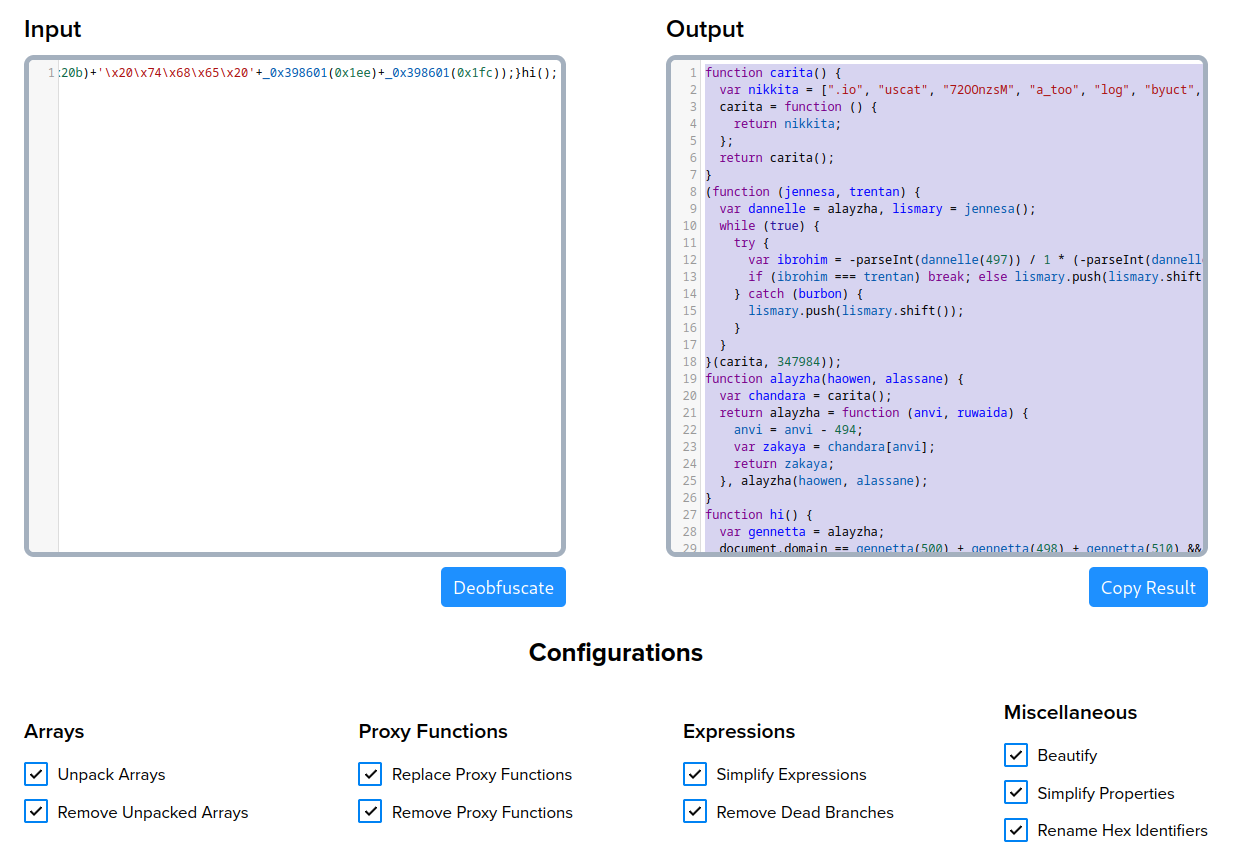 Input
Output
1 :20b)+'\x20\x74\x68\x65\x20'+_0x398601(0x1ee)+_0x398601(0x1fc));}hi();
1 function carita() {
2 var nikkita = [".io", "uscat", "72OOnzsM", "a_too", "log", "byuct",
3 carita = function () {
4 return nikkita;
5 };
6 return carita();
7 }
8 (function (jennesa, trentan) {
9 var dannelle = alayzha, lismary = jennesa();
10 while (true) {
11 try {
12 var ibrohim = -parseInt(dannelle(497)) / 1 * (-parseInt(dannell
13 if (ibrohim === trentan) break; else lismary.push(lismary.shift
14 } catch (burbon) {
15 lismary.push(lismary.shift());
16 }
17 }
18 }(carita, 347984));
19 function alayzha(haowen, alassane) {
20 var chandara = carita();
21 return alayzha = function (anvi, ruwaida) {
22 anvi = anvi - 494;
23 var zakaya = chandara[anvi];
24 return zakaya;
25 }, alayzha(haowen, alassane);
26 }
27 function hi() {
28 var gennetta = alayzha;
29 document.domain == gennetta(500) + gennetta(498) + gennetta(510) &&
Deobfuscate
Copy Result
Configurations
Arrays
Unpack Arrays
Remove Unpacked Arrays
Proxy Functions
Replace Proxy Functions
Remove Proxy Functions
Expressions
Simplify Expressions
Remove Dead Branches
Miscellaneous
Beautify
Simplify Properties
Rename Hex Identifiers